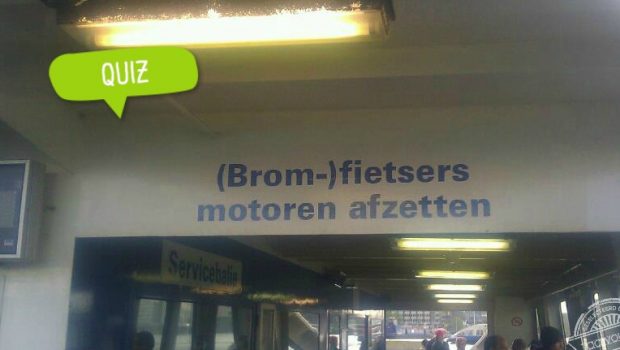 QUIZ
(Brom-)fietsers
motoren afzetten
Servicebalie